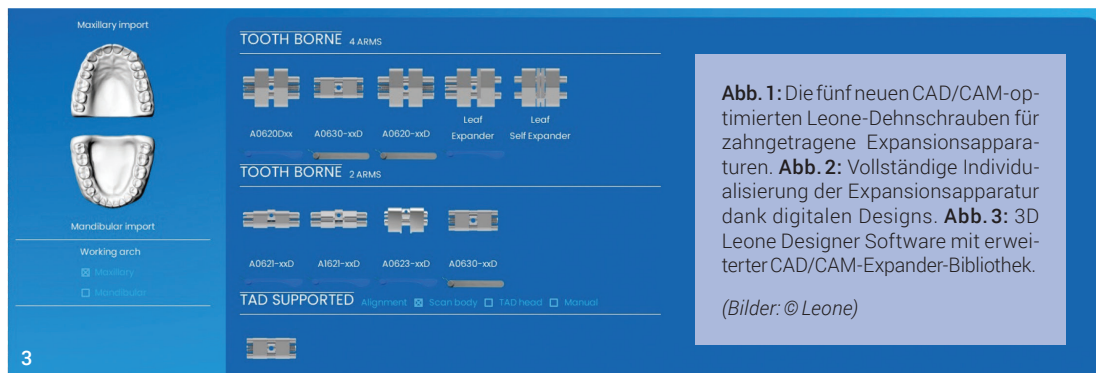 Maxillary import
Mandibular import
Working arch
Maxillary
Mandibular
3
TOOTH BORNE 4 ARMS
Leaf Expander
Leaf Self Expander
A0620Dxx A0630-xxD A0620-xxD
TOOTH BORNE 2 ARMS
A0621-xxD A1621-xxD A0623-xxD A0630-xxD
TAD SUPPORTED Alignment Scan body TAD head Manual
Abb. 1: Die fünf neuen CAD/CAM-op-
timierten Leone-Dehnschrauben für
zahngetragene Expansionsappara-
turen. Abb. 2: Vollständige Individu-
alisierung der Expansionsapparatur
dank digitalen Designs. Abb. 3: 3D
Leone Designer Software mit erwei-
terter CAD/CAM-Expander-Bibliothek.
(Bilder: © Leone)